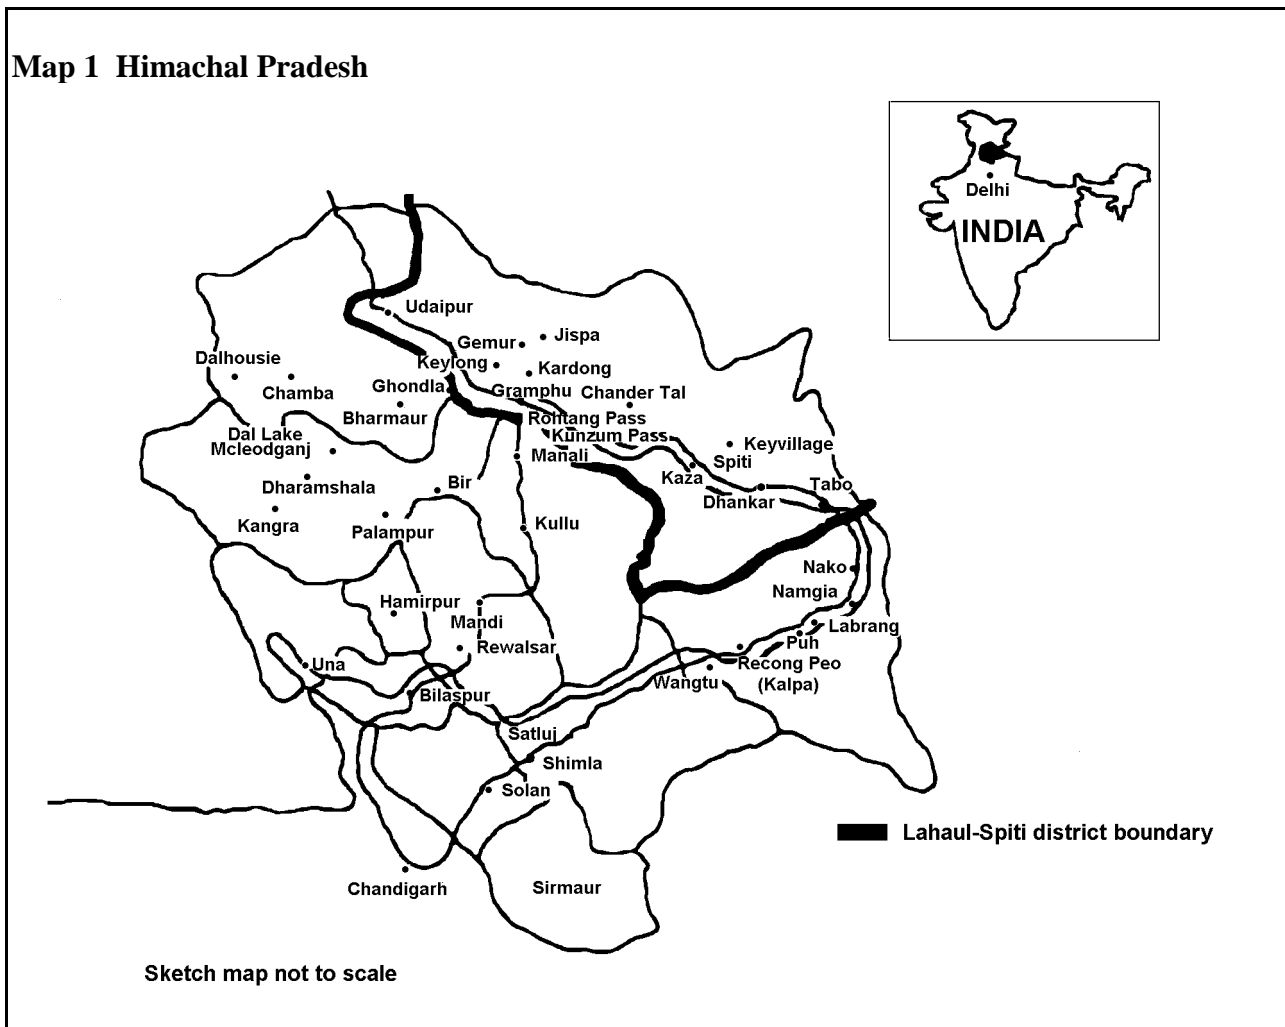 Map 1 Himachal Pradesh
Delhi
INDIA
Udaipur
Jispa
Gemur
Dalhousie
Keylong
Kardong
Chamba
Ghondla
Gramphu
Chander Tal
Bharmaur
Rohtang Pass
Dal Lake
Kunzum Pass
Mcleodganj
Keyvillage
Manali
Spiti
Kaza
Dharamshala
Bir
Tabo
Dhankar
Kangra
Palampur
Kullu
Nako
Namgia
Hamirpur
Mandi
Labrang
Puh
Rewalsar
Una
Recong Peo
(Kalpa)
Wangtu
Bilaspur
Satluj
Shimla
Solan
Lahaul-Spiti district boundary
Chandigarh
Sirmaur
Sketch map not to scale